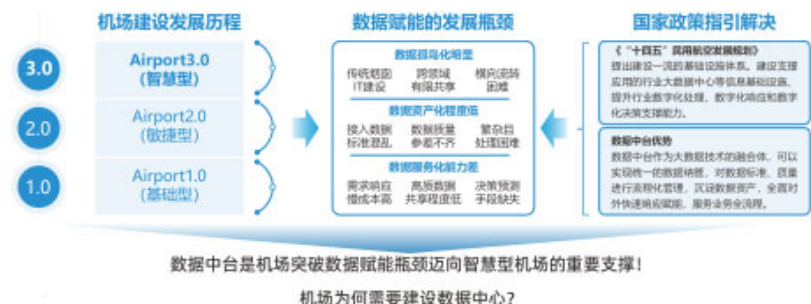 机场建设发展历程
3.0
Airport3.0
(智慧型)
2.0
Airport2.0
(敏捷型)
1.0
Airport1.0
(基础型)
数据赋能的发展瓶颈
数据孤岛化明显
传统烟囱 跨领域 横向流转
IT建设 有限共享 困难
数据资产化程度低
接入数据 数据质量 繁杂且
标准混乱 参差不齐 处理困难
数据服务化能力差
需求响应 高质数据 决策预测
慢成本高 共享程度低 手段缺失
国家政策指引解决
《“十四五”民用航空发展规划》
提出建设一流的基础设施体系。建设支撑
应用的行业大数据中心等信息基础设施,
提升行业数字化处理、数字化响应和数字
化决策支撑能力。
数据中台优势
数据中台作为大数据技术的融合体,可以
实现统一的数据纳管,对数据标准、质量
进行流程化管理,沉淀数据资产,全面对
外快速响应赋能,服务业务全流程。
数据中台是机场突破数据赋能瓶颈迈向智慧型机场的重要支撑!
机场为何需要建设数据中心?